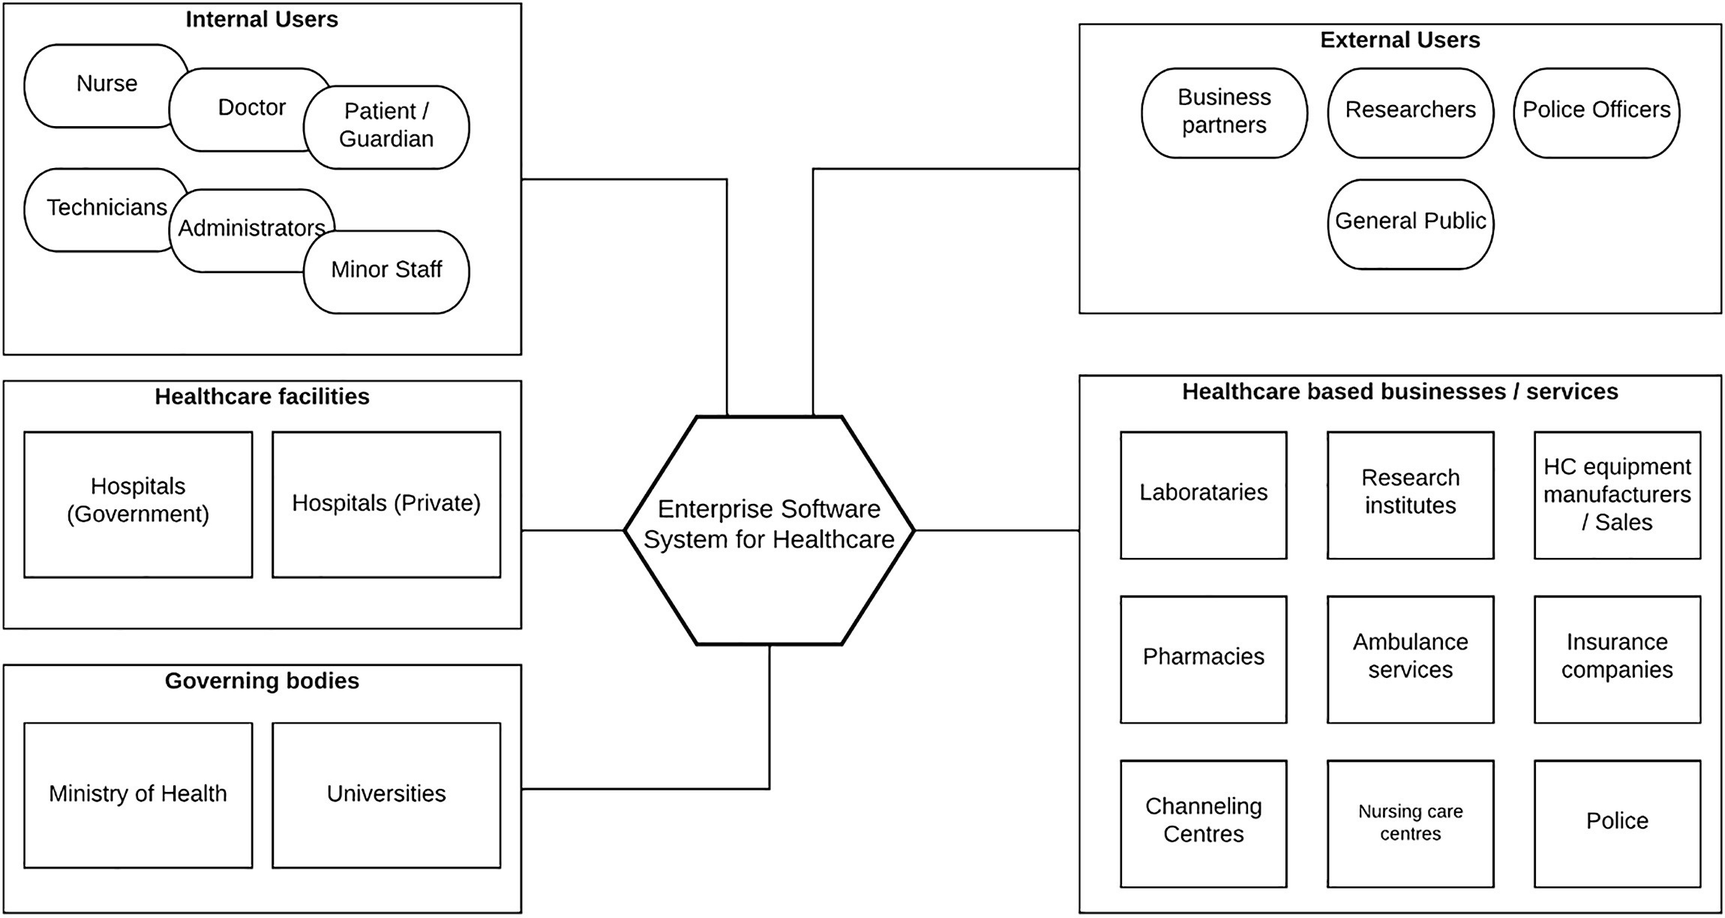 Internal Users
Nurse
Doctor
Patient /
Guardian
Technicians
Administrators
Minor Staff
External Users
Business
partners
Researchers
Police Officers
General Public
Healthcare facilities
Hospitals
(Government)
Hospitals (Private)
Enterprise Software
System for Healthcare
Governing bodies
Ministry of Health
Universities
Healthcare based businesses / services
Laborataries
Research
institutes
HC equipment
manufacturers
/ Sales
Pharmacies
Ambulance
services
Insurance
companies
Channeling
Centres
Nursing care
centres
Police